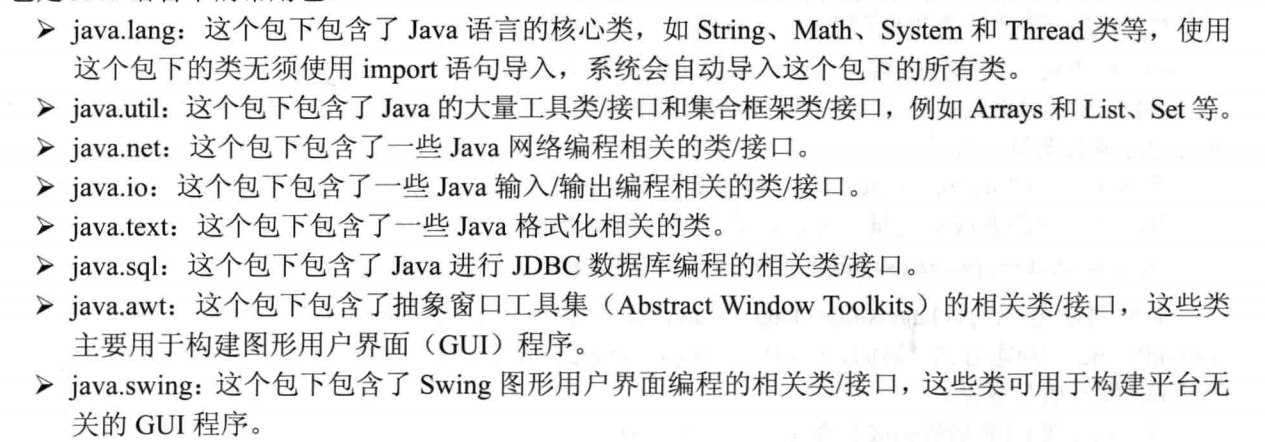 ➢ java.lang：这个包下包含了 Java 语言的核心类，如 String、Math、System 和 Thread 类等，使用
这个包下的类无须使用 import 语句导入，系统会自动导入这个包下的所有类。
➢ java.util：这个包下包含了 Java 的大量工具类/接口和集合框架类/接口，例如 Arrays 和 List、Set 等。
➢ java.net：这个包下包含了一些 Java 网络编程相关的类/接口。
➢ java.io：这个包下包含了一些 Java 输入/输出编程相关的类/接口。
➢ java.text：这个包下包含了一些 Java 格式化相关的类。
➢ java.sql：这个包下包含了 Java 进行 JDBC 数据库编程的相关类/接口。
➢ java.awt：这个包下包含了抽象窗口工具集（Abstract Window Toolkits）的相关类/接口，这些类
主要用于构建图形用户界面（GUI）程序。
➢ java.swing：这个包下包含了 Swing 图形用户界面编程的相关类/接口，这些类可用于构建平台无
关的 GUI 程序。